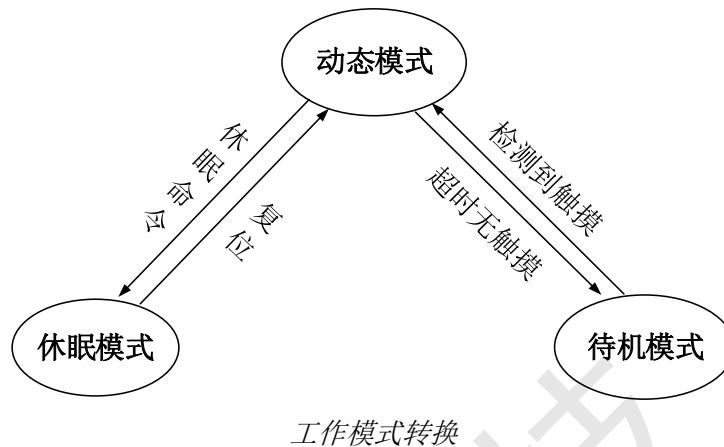 动态模式
休眠命令
复位
检测到触摸
超时无触摸
休眠模式
待机模式
工作模式转换